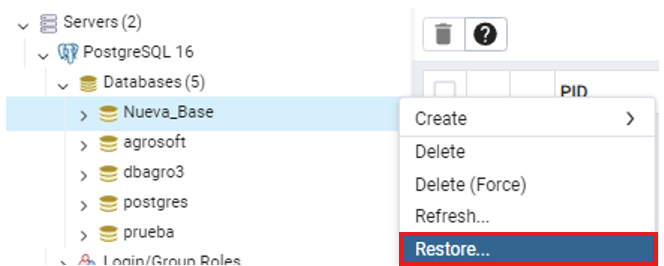 Servers (2)
PostgreSQL 16
Databases (5)
Nueva_Base
agrosoft
dbagro3
postgres
prueba
Login/Group Roles
?
PID
Create
Delete
Delete (Force)
Refresh...
Restore...